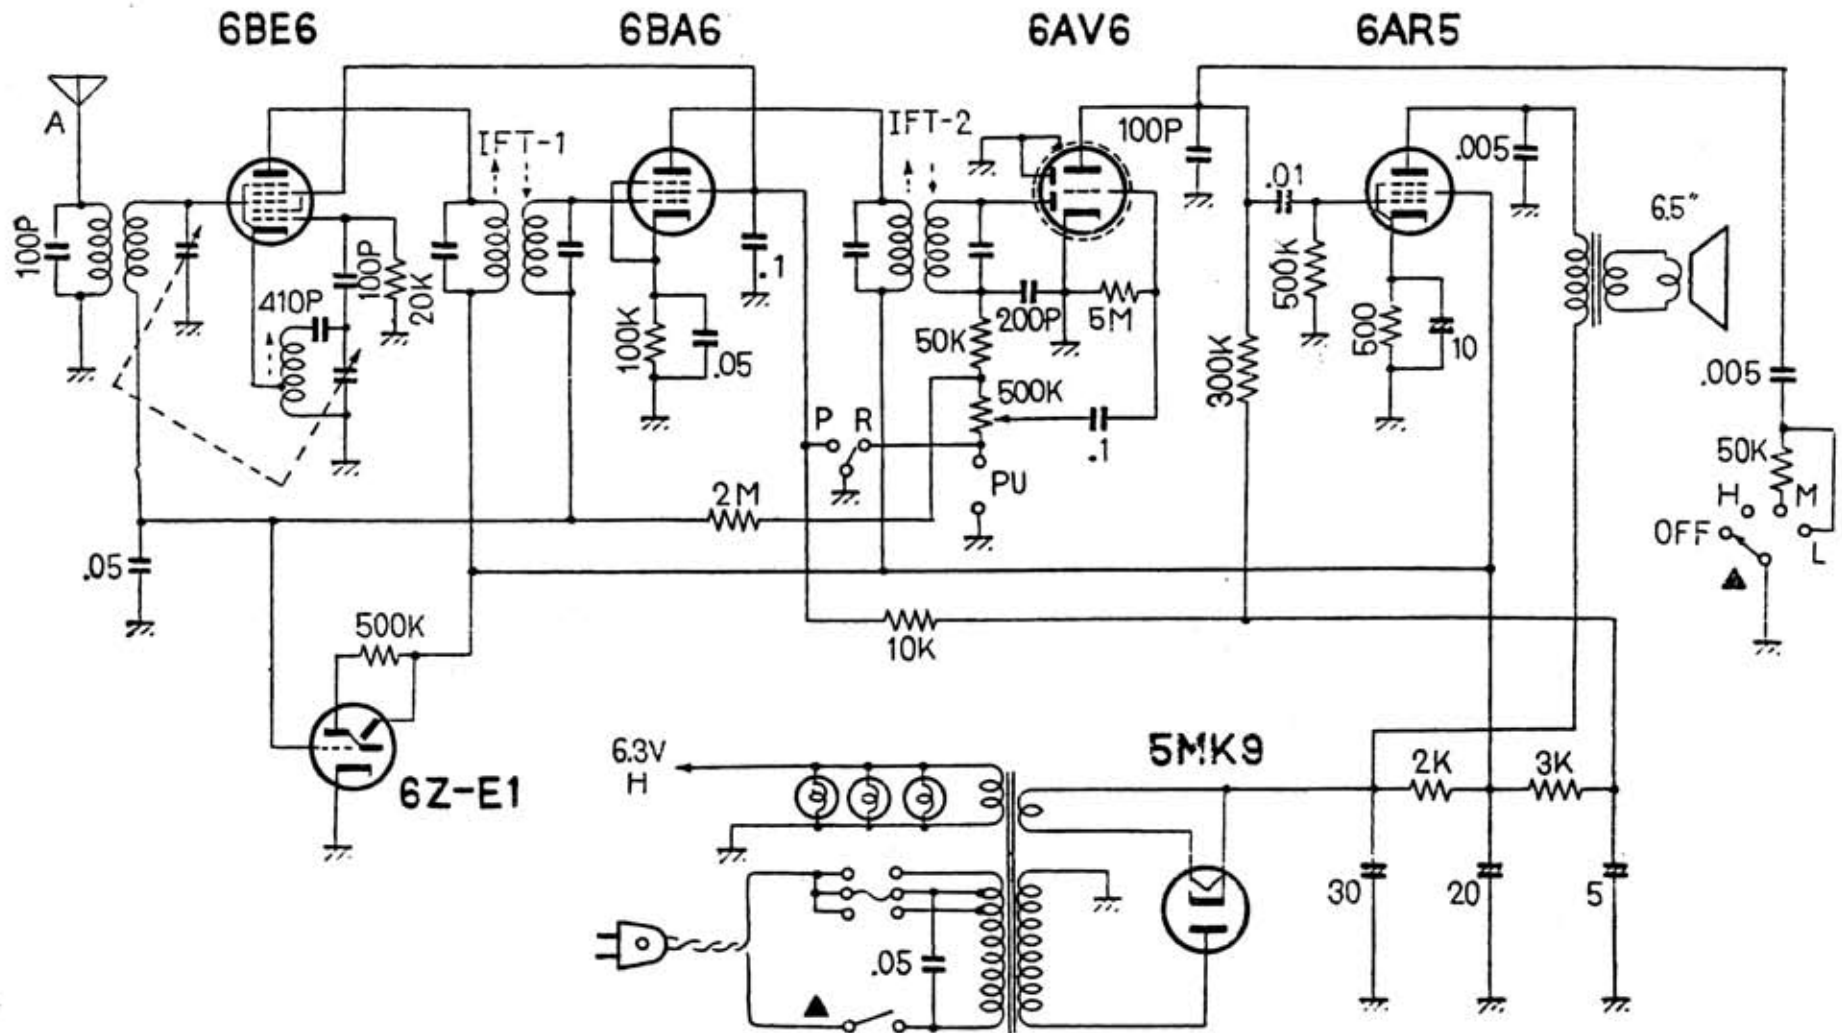 6BE6
6BA6
6AV6
6AR5
A
IFT-1
IFT-2
100P
.005
.01
6.5"
100P
100P
20K
410P
.1
200P
5M
500K
500
10
100K
.05
50K
500K
300K
.005
P R
.1
50K
PU
H M
2M
OFF
L
.05
500K
10K
6Z-E1
6.3V
H
5MK9
2K
3K
30
20
5
.05